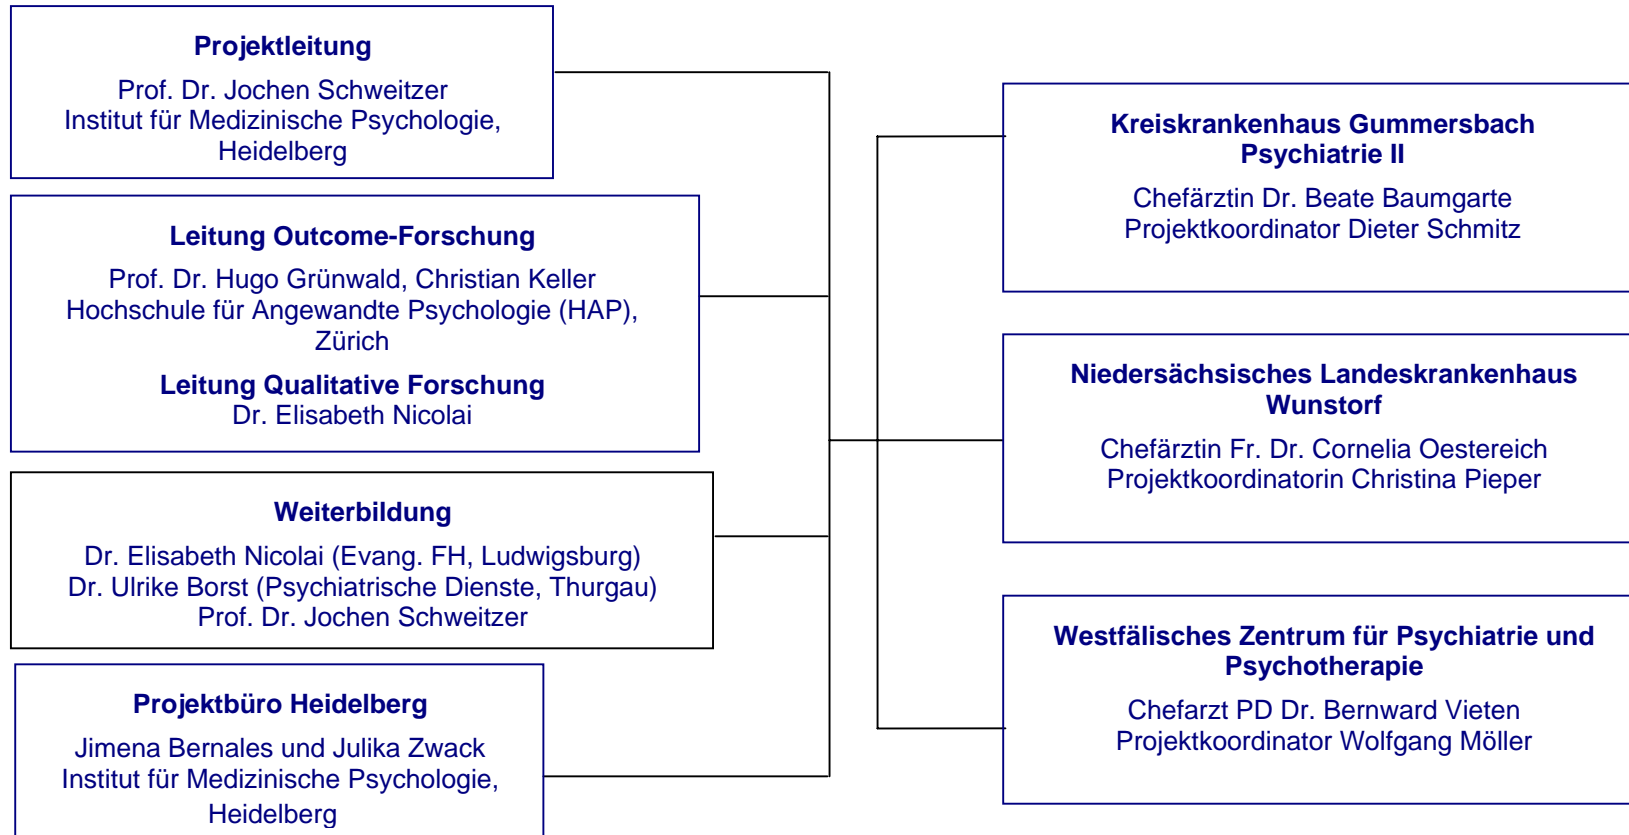 Projektleitung
Prof. Dr. Jochen Schweitzer
Institut für Medizinische Psychologie,
Heidelberg
Leitung Outcome-Forschung
Prof. Dr. Hugo Grünwald, Christian Keller
Hochschule für Angewandte Psychologie (HAP),
Zürich
Leitung Qualitative Forschung
Dr. Elisabeth Nicolai
Weiterbildung
Dr. Elisabeth Nicolai (Evang. FH, Ludwigsburg)
Dr. Ulrike Borst (Psychiatrische Dienste, Thurgau)
Prof. Dr. Jochen Schweitzer
Projektbüro Heidelberg
Jimena Bernales und Julika Zwack
Institut für Medizinische Psychologie,
Heidelberg
Kreiskrankenhaus Gummersbach
Psychiatrie II
Chefärztin Dr. Beate Baumgarte
Projektkoordinator Dieter Schmitz
Niedersächsisches Landeskrankenhaus
Wunstorf
Chefärztin Fr. Dr. Cornelia Oestereich
Projektkoordinatorin Christina Pieper
Westfälisches Zentrum für Psychiatrie und
Psychotherapie
Chefarzt PD Dr. Bernward Vieten
Projektkoordinator Wolfgang Möller